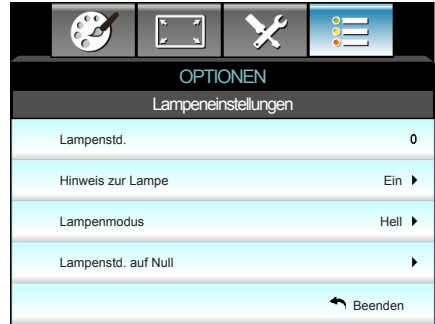 OPTIONEN
Lampeneinstellungen
Lampenstd. 0
Hinweis zur Lampe Ein
Lampenmodus Hell
Lampenstd. auf Null
Beenden